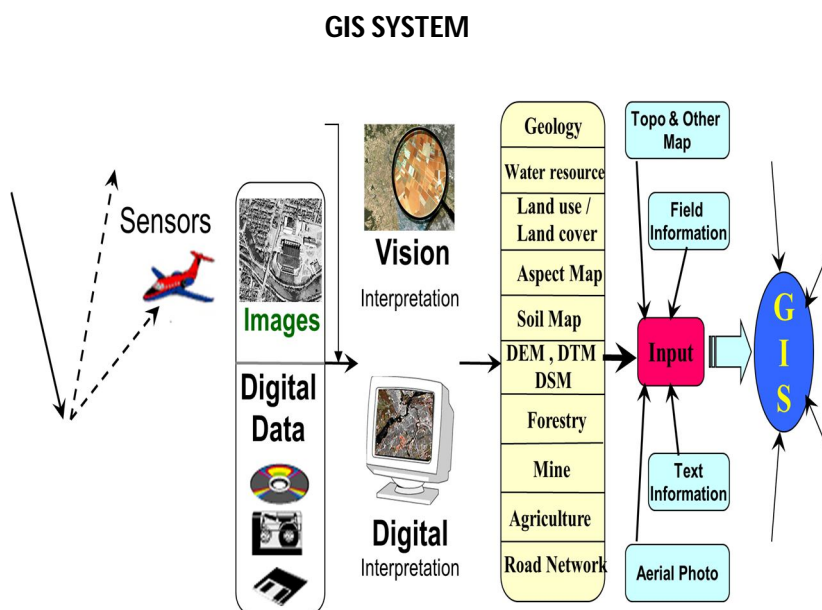 GIS SYSTEM
Sensors
Images
Digital
Data
Vision
Interpretation
Digital
Interpretation
Geology
Water resource
Land use /
Land cover
Aspect Map
Soil Map
DEM , DTM
DSM
Forestry
Mine
Agriculture
Road Network
Topo & Other
Map
Field
Information
Input
Text
Information
Aerial Photo
G
I
S